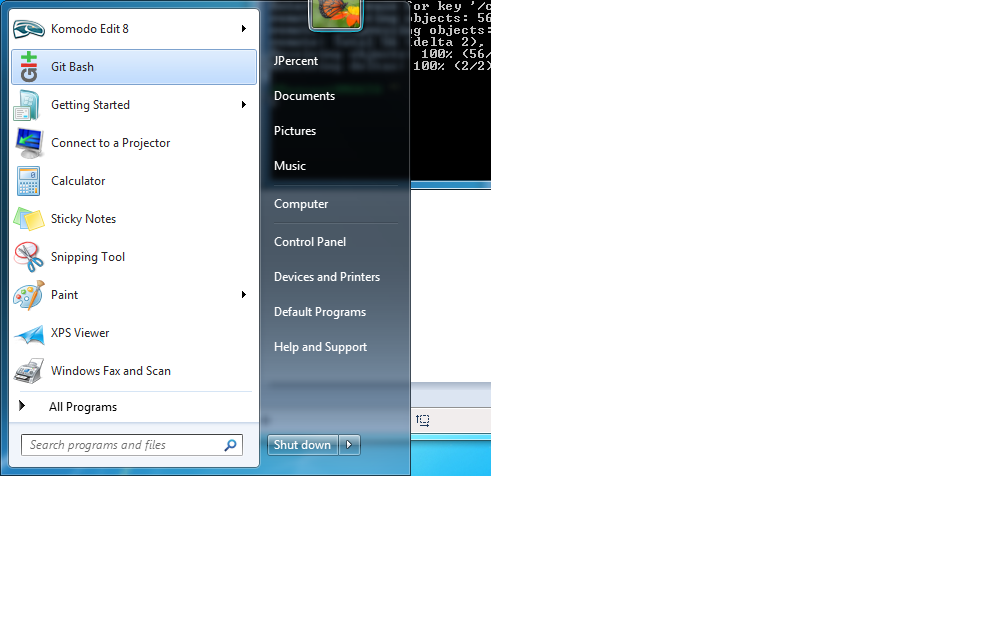 Komodo Edit 8
Git Bash
Getting Started
Connect to a Projector
Calculator
Sticky Notes
Snipping Tool
Paint
XPS Viewer
Windows Fax and Scan
All Programs
Search programs and files
JPercent
Documents
Pictures
Music
Computer
Control Panel
Devices and Printers
Default Programs
Help and Support
Shut down
for key '/c
objects: 56
objects:
(delta 2),
100% (56/
100% (2/2)